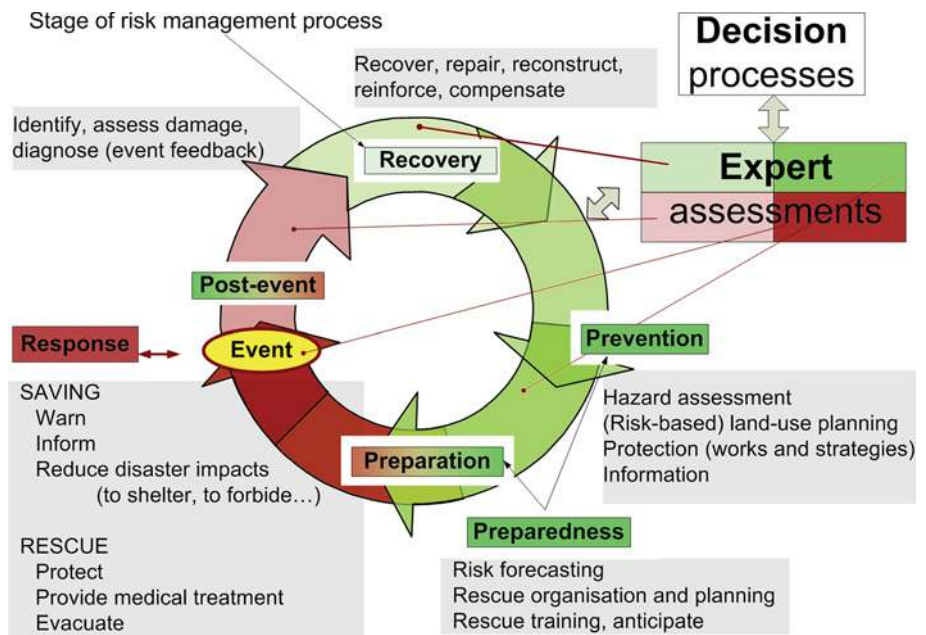 Stage of risk management process
Recover, repair, reconstruct,
reinforce, compensate
Decision
processes
Identify, assess damage,
diagnose (event feedback)
Recovery
Expert
assessments
Post-event
Response
Event
Prevention
SAVING
Warn
Inform
Reduce disaster impacts
(to shelter, to forbide…)
RESCUE
Protect
Provide medical treatment
Evacuate
Hazard assessment
(Risk-based) land-use planning
Protection (works and strategies)
Information
Preparation
Preparedness
Risk forecasting
Rescue organisation and planning
Rescue training, anticipate